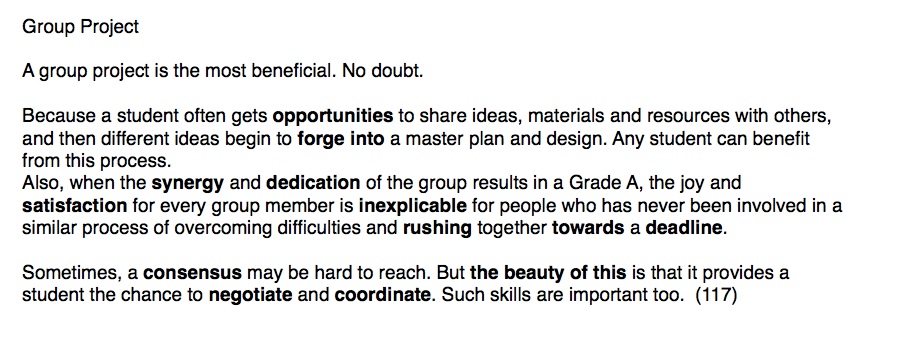 Group Project
A group project is the most beneficial. No doubt.
Because a student often gets opportunities to share ideas, materials and resources with others,
and then different ideas begin to forge into a master plan and design. Any student can benefit
from this process.
Also, when the synergy and dedication of the group results in a Grade A, the joy and
satisfaction for every group member is inexplicable for people who has never been involved in a
similar process of overcoming difficulties and rushing together towards a deadline.
Sometimes, a consensus may be hard to reach. But the beauty of this is that it provides a
student the chance to negotiate and coordinate. Such skills are important too.  (117)